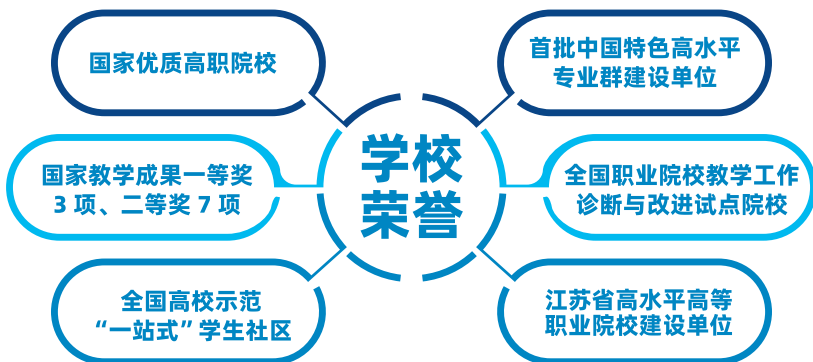 国家优质高职院校
首批中国特色高水平
专业群建设单位
国家教学成果一等奖
3 项、二等奖 7 项
学校
荣誉
全国职业院校教学工作
诊断与改进试点院校
全国高校示范
“一站式”学生社区
江苏省高水平高等
职业院校建设单位